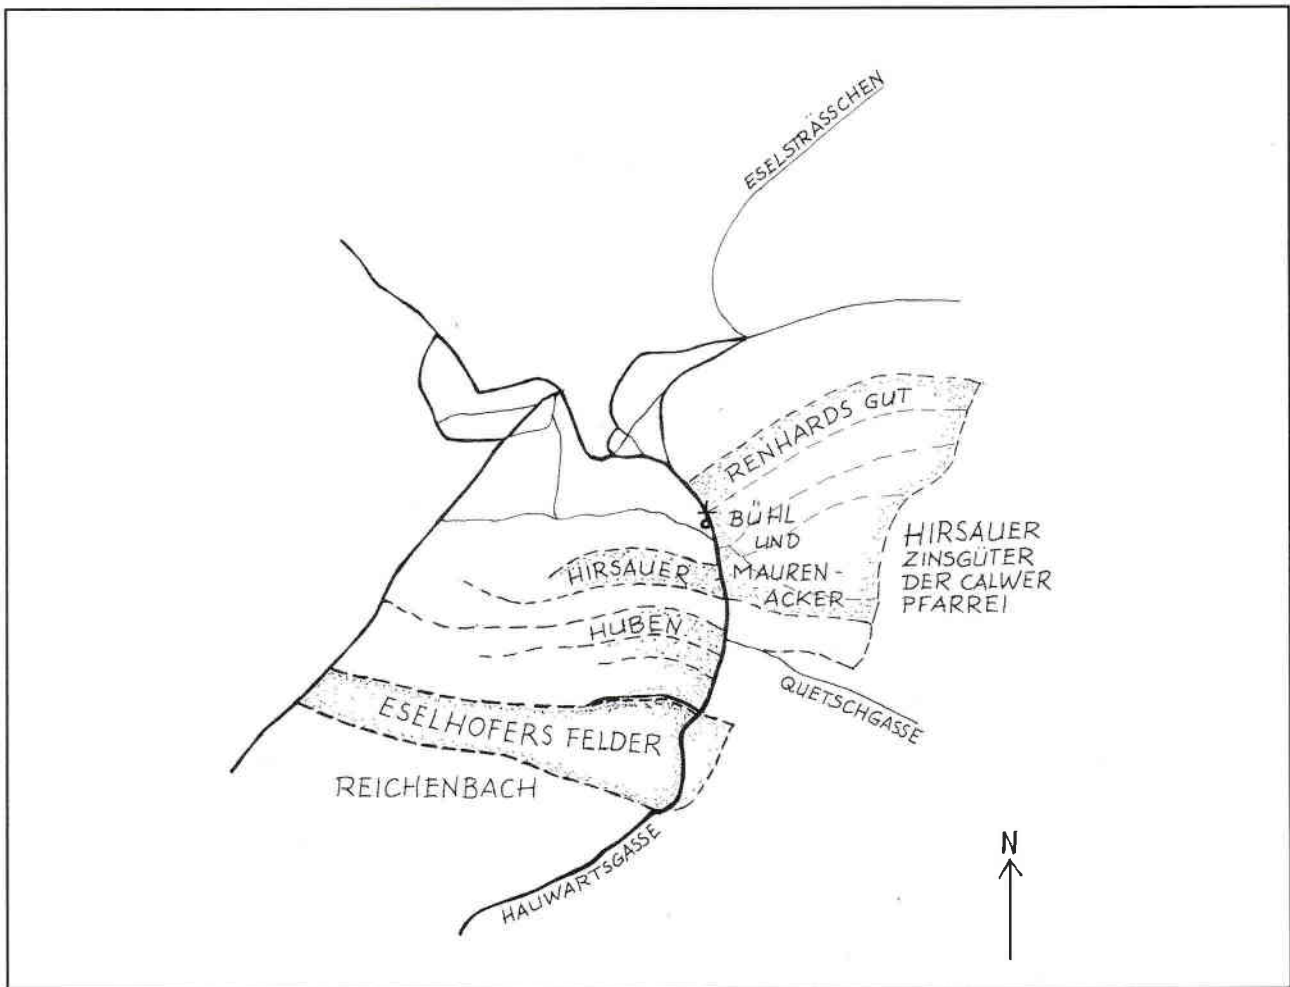 ESELSTRÄSSCHEN
RENHARDS GUT
BÜHL
UND
MAUREN-
ACKER
HIRSAUER
ZINSGÜTER
DER CALWER
PFARREI
HIRSAUER
HUBEN
QUETSCHGASSE
ESELHOFERS FELDER
REICHENBACH
HAUWARTSGASSE
N